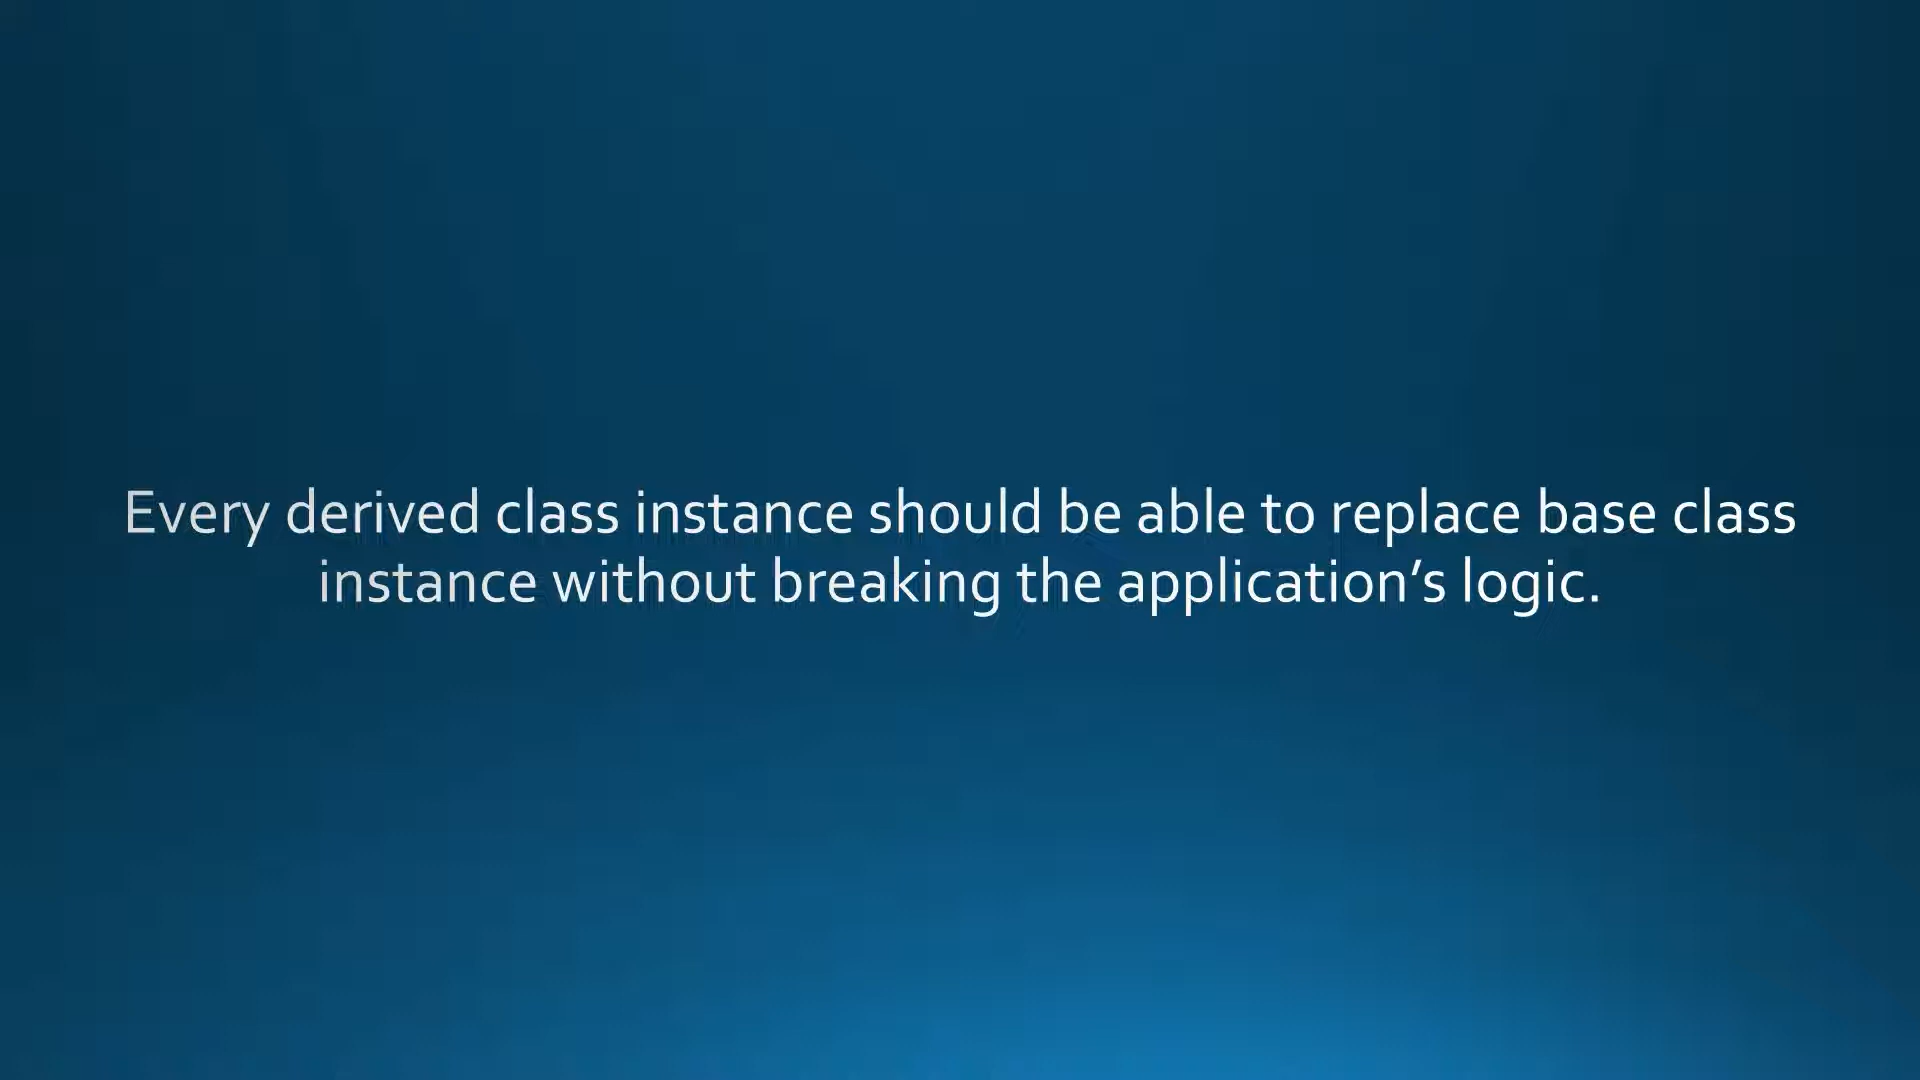 Every derived class instance should be able to replace base class
instance without breaking the application’s logic.